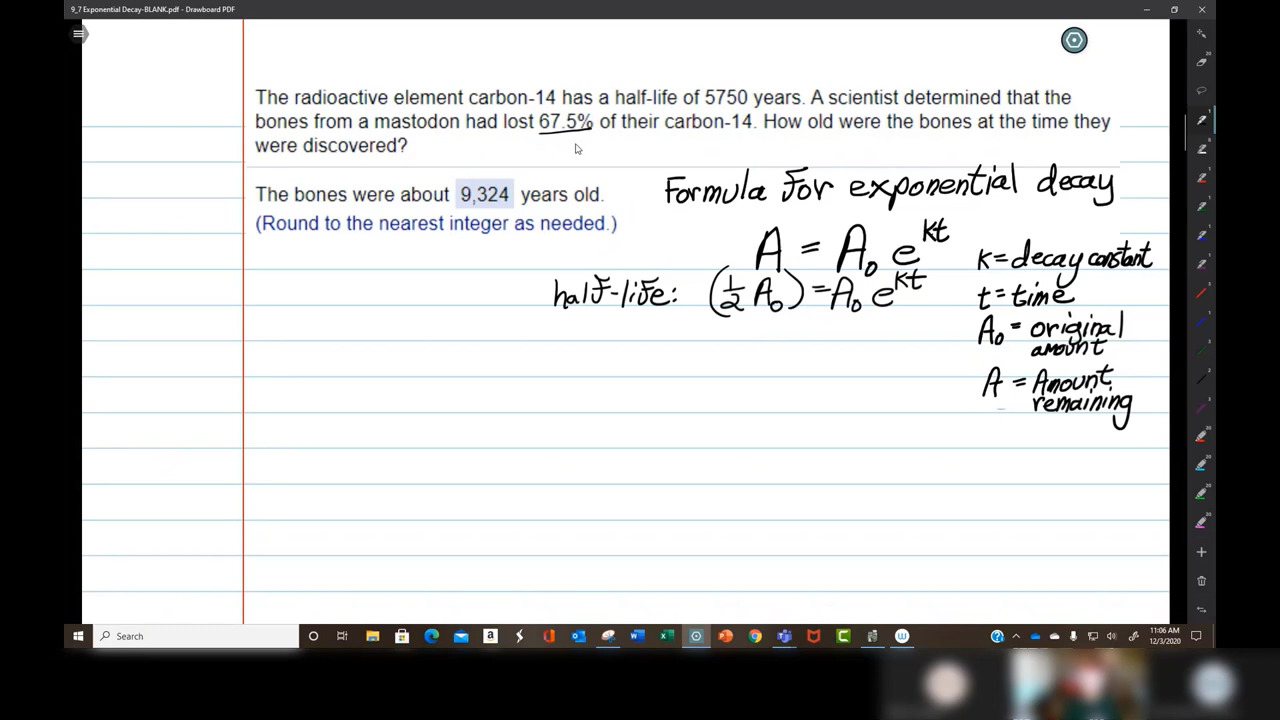 9_7 Exponential Decay-BLANK.pdf - Drawboard PDF
The radioactive element carbon-14 has a half-life of 5750 years. A scientist determined that the
bones from a mastodon had lost 67.5% of their carbon-14. How old were the bones at the time they
were discovered?
The bones were about 9,324 years old.
(Round to the nearest integer as needed.)
Formula for exponential decay
A = A₀ e^kt
half-life: (1/2 A₀) = A₀ e^kt
k = decay constant
t = time
A₀ = original
amount
A = Amount
remaining
Search
11:06 AM
12/3/2020